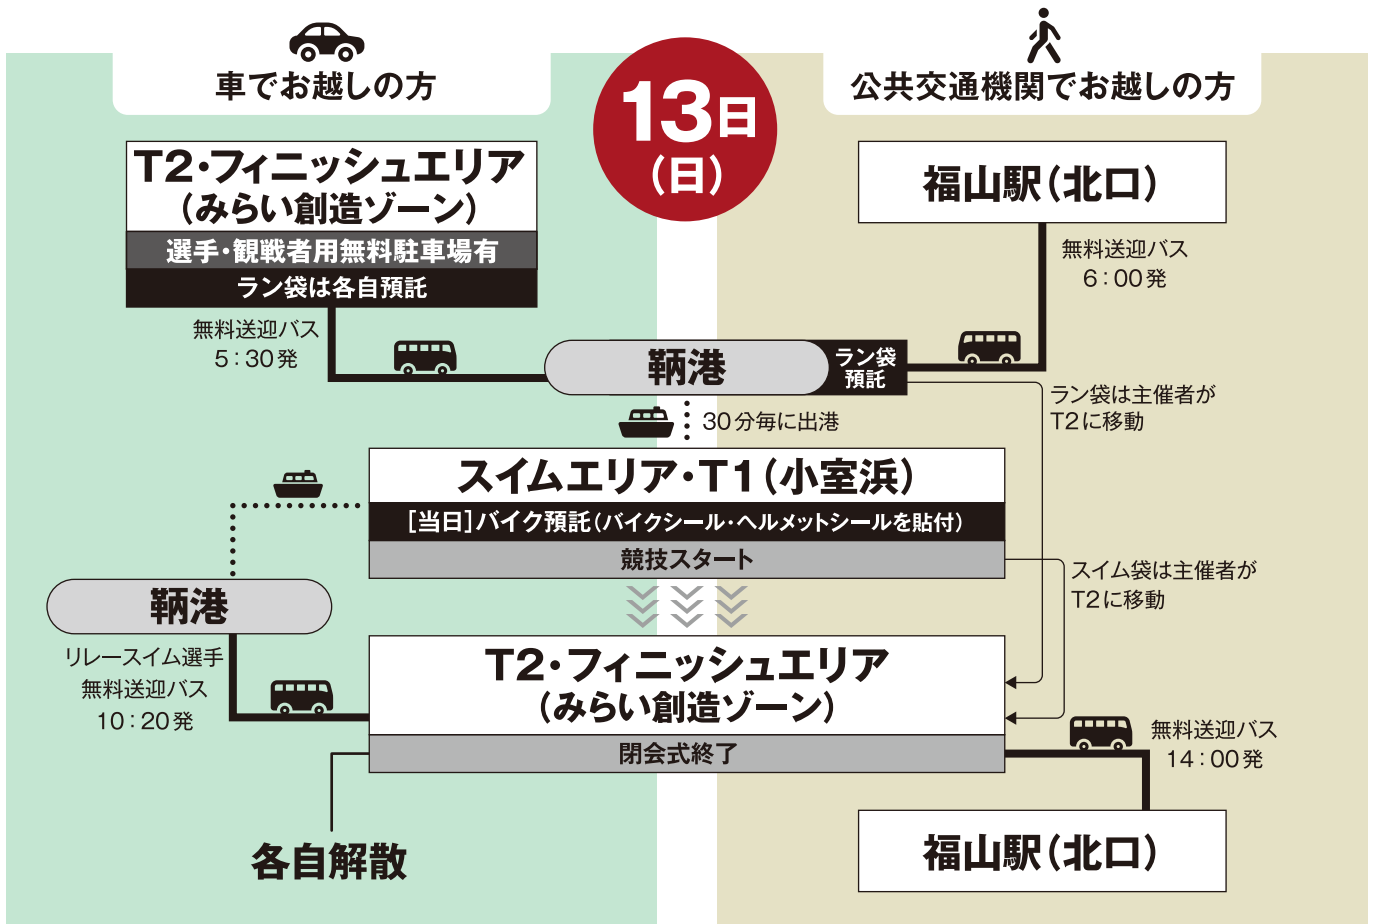 車でお越しの方
13日
(日)
公共交通機関でお越しの方
T2・フィニッシュエリア
(みらい創造ゾーン)
選手・観戦者用無料駐車場有
ラン袋は各自預託
無料送迎バス
5:30発
福山駅(北口)
無料送迎バス
6:00発
鞆港
ラン袋
預託
30分毎に出港
ラン袋は主催者が
T2に移動
スイムエリア・T1(小室浜)
[当日]バイク預託(バイクシール・ヘルメットシールを貼付)
競技スタート
スイム袋は主催者が
T2に移動
鞆港
リレースイム選手
無料送迎バス
10:20発
T2・フィニッシュエリア
(みらい創造ゾーン)
閉会式終了
無料送迎バス
14:00発
各自解散
福山駅(北口)